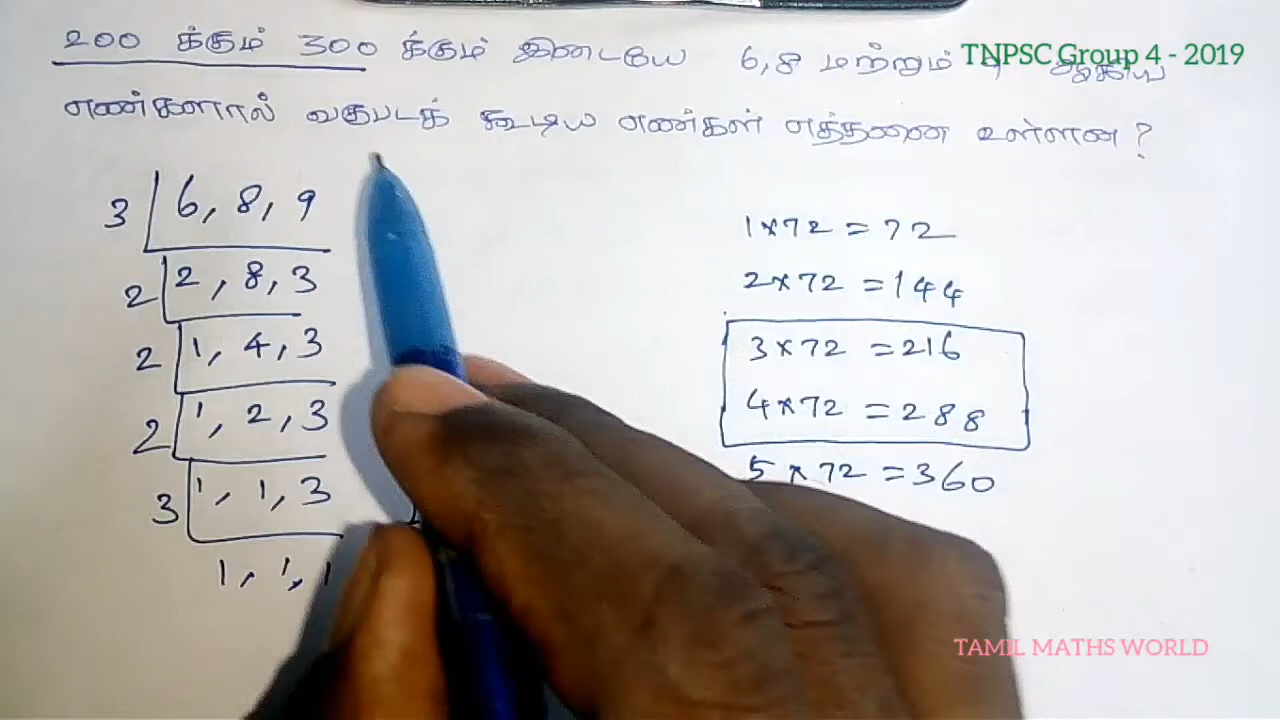 200 க்கும் 300 க்கும் இடையே 6,8 மற்றும் 9 ஆகிய
TNPSC Group 4 - 2019
எண்களால் வகுபடக் கூடிய எண்கள் எத்தனை உள்ளன ?
3 6, 8, 9
2 2, 8, 3
2 1, 4, 3
2 1, 2, 3
3 1, 1, 3
1, 1, 1
1×72 = 72
2×72 = 144
3×72 = 216
4×72 = 288
5×72 = 360
TAMIL MATHS WORLD